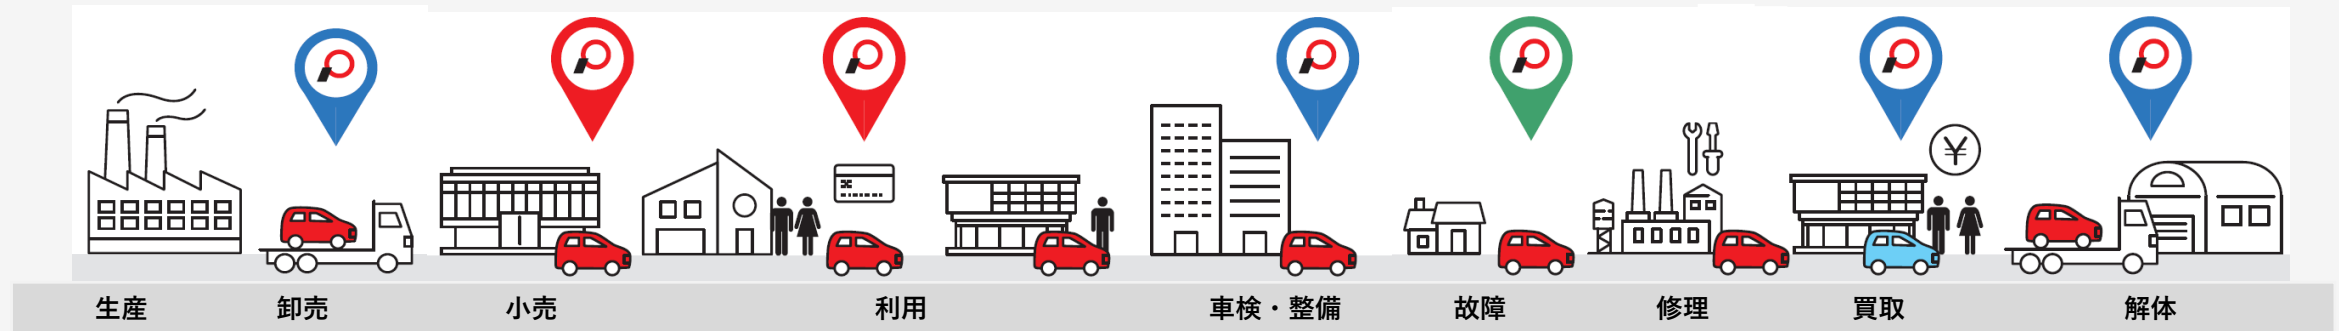 ¥
生産 卸売 小売 利用 車検・整備 故障 修理 買取 解体